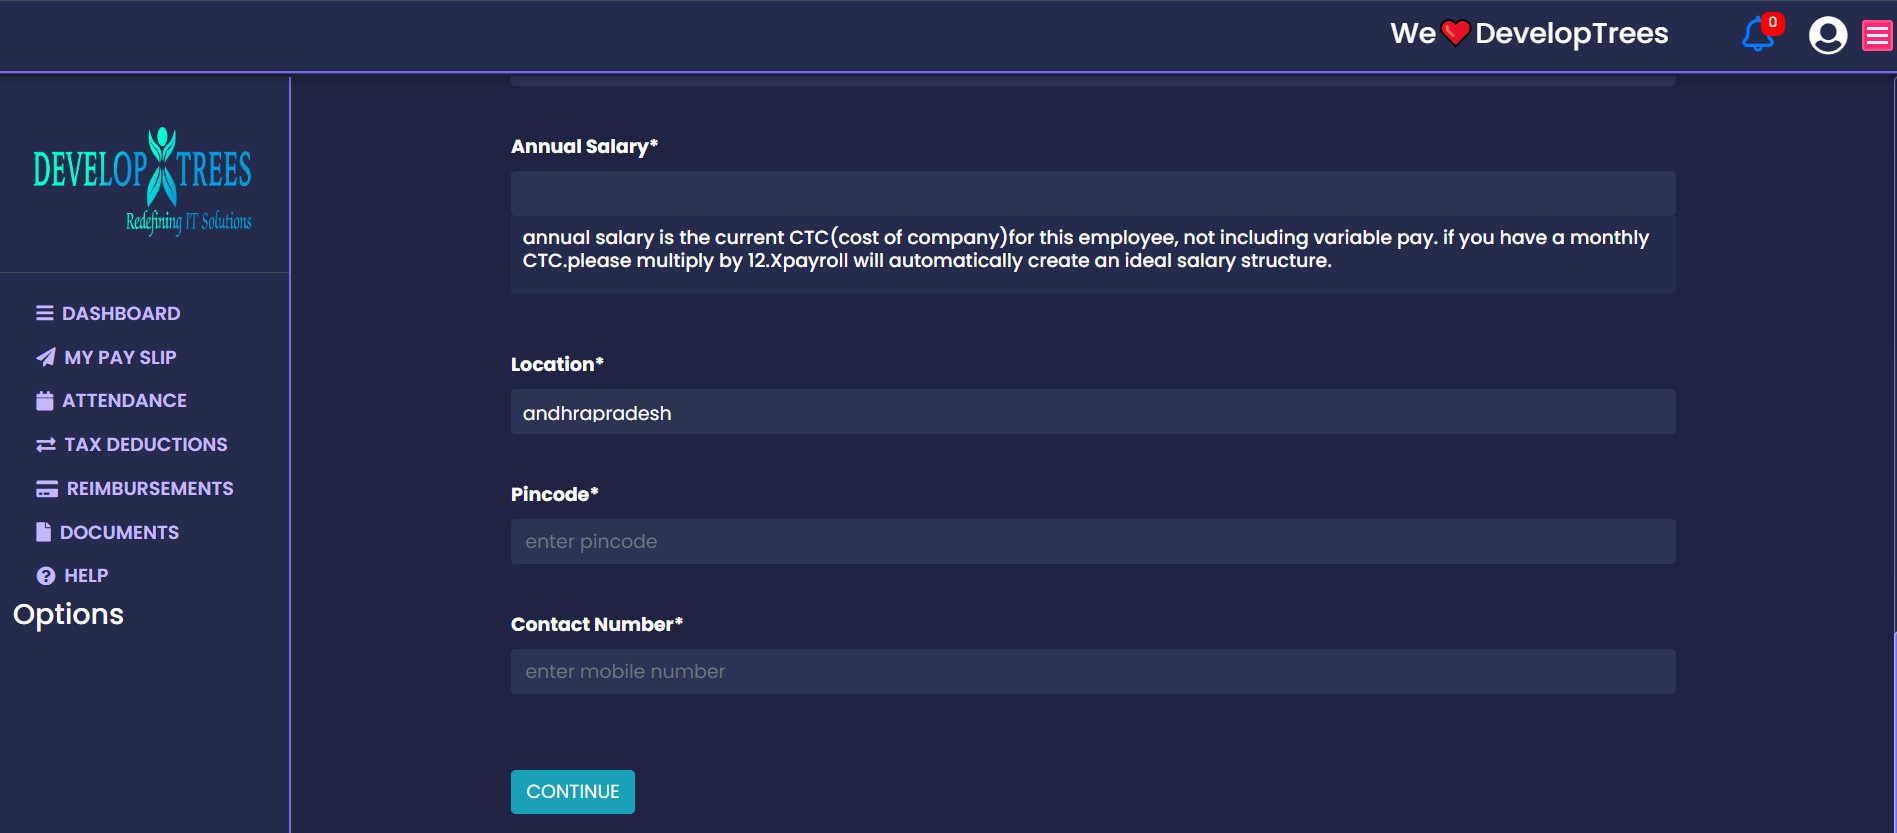 We❤️DevelopTrees
0
DEVELOP TREES
Redefining IT Solutions
DASHBOARD
MY PAY SLIP
ATTENDANCE
TAX DEDUCTIONS
REIMBURSEMENTS
DOCUMENTS
HELP
Options
Annual Salary*
annual salary is the current CTC(cost of company)for this employee, not including variable pay. if you have a monthly
CTC.please multiply by 12.Xpayroll will automatically create an ideal salary structure.
Location*
andhrapradesh
Pincode*
enter pincode
Contact Number*
enter mobile number
CONTINUE